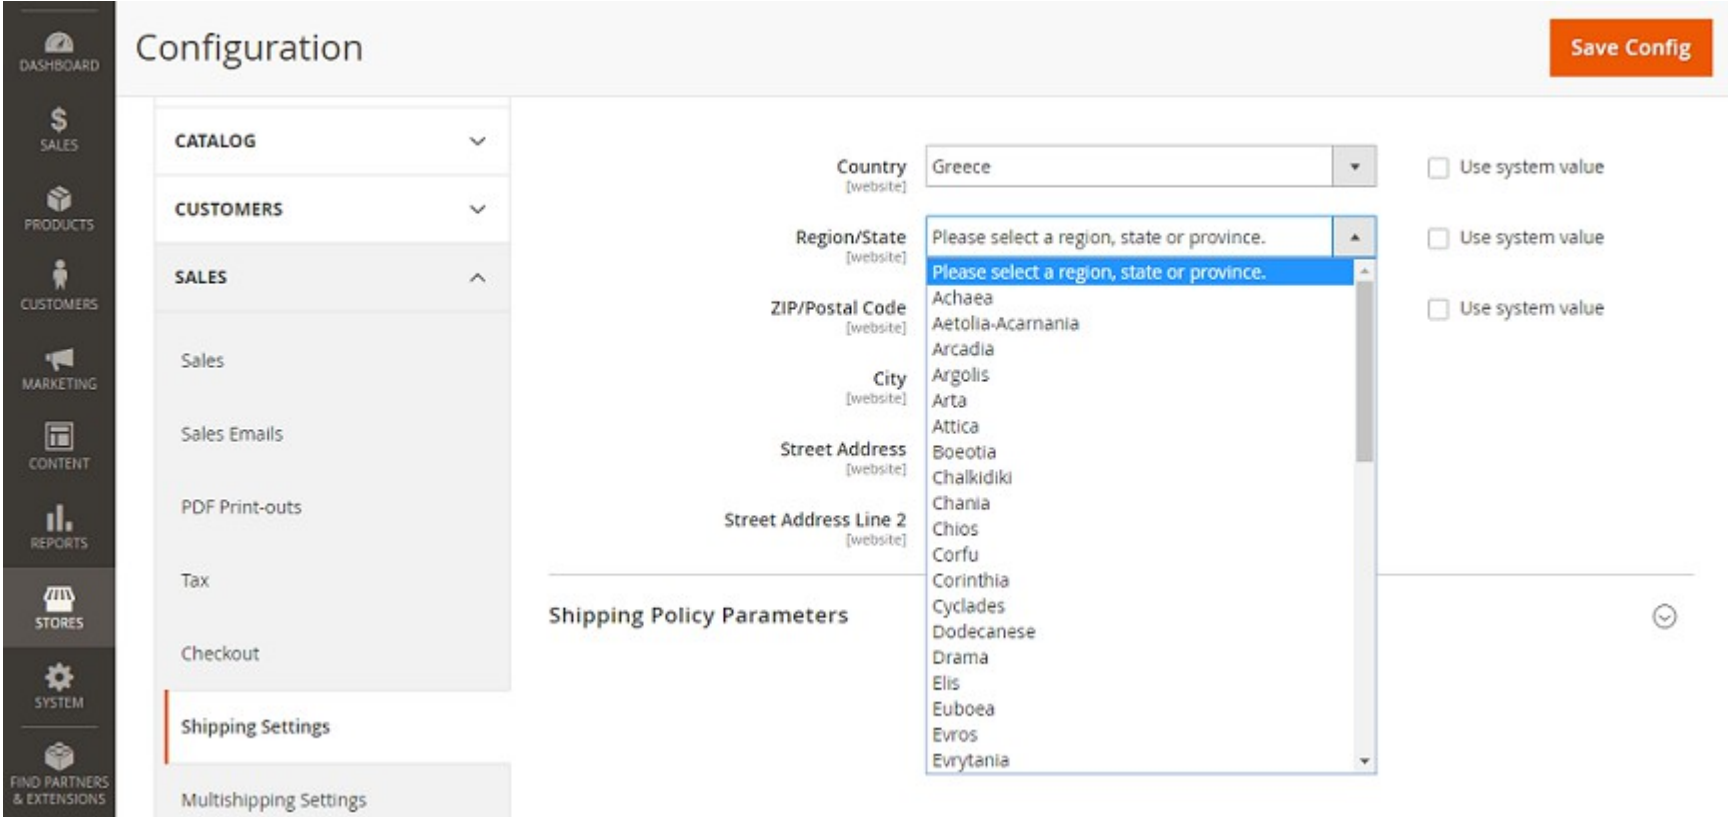 Configuration
Save Config
DASHBOARD
SALES
PRODUCTS
CUSTOMERS
MARKETING
CONTENT
REPORTS
STORES
SYSTEM
FIND PARTNERS
& EXTENSIONS
CATALOG
CUSTOMERS
SALES
Sales
Sales Emails
PDF Print-outs
Tax
Checkout
Shipping Settings
Multishipping Settings
Country
[website]
Greece
Use system value
Region/State
[website]
Please select a region, state or province.
Use system value
ZIP/Postal Code
[website]
Use system value
City
[website]
Street Address
[website]
Street Address Line 2
[website]
Please select a region, state or province.
Achaea
Aetolia-Acarnania
Arcadia
Argolis
Arta
Attica
Boeotia
Chalkidiki
Chania
Chios
Corfu
Corinthia
Cyclades
Dodecanese
Drama
Elis
Euboea
Evros
Evrytania
Shipping Policy Parameters